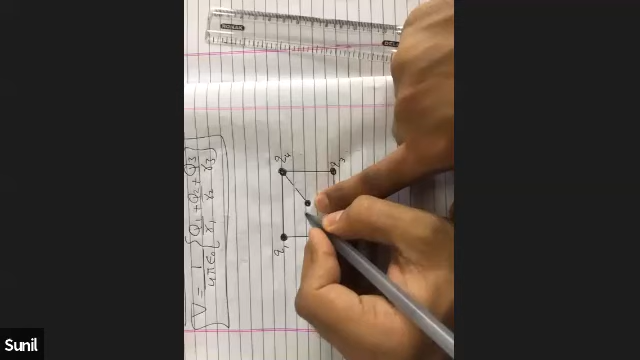 V = 1/4πε₀ { Q1/r1 + Q2/r2 + Q3/r3
q4
q3
q1
Sunil